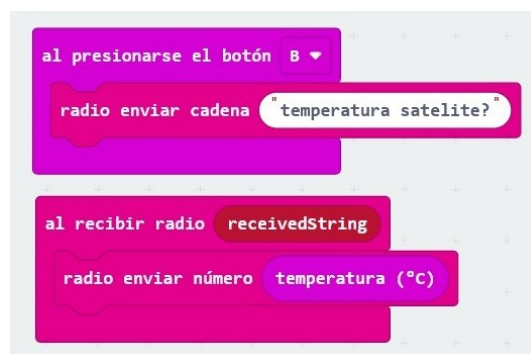 al presionarse el botón B
radio enviar cadena "temperatura satelite?"
al recibir radio receivedString
radio enviar número temperatura (°C)